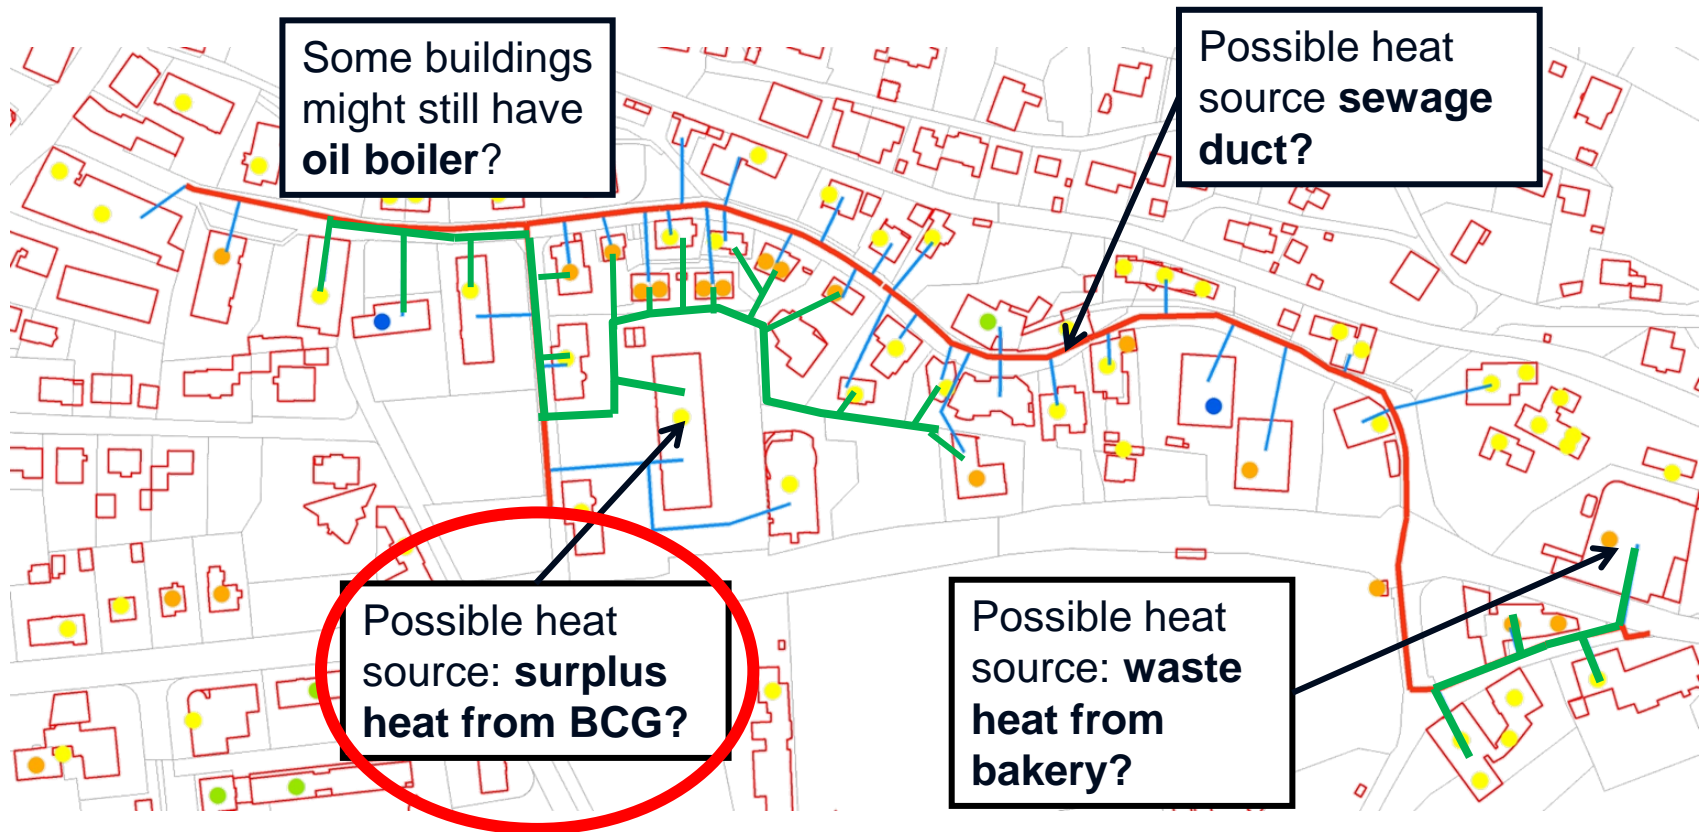 Some buildings
might still have
oil boiler?
Possible heat
source sewage
duct?
Possible heat
source: surplus
heat from BCG?
Possible heat
source: waste
heat from
bakery?